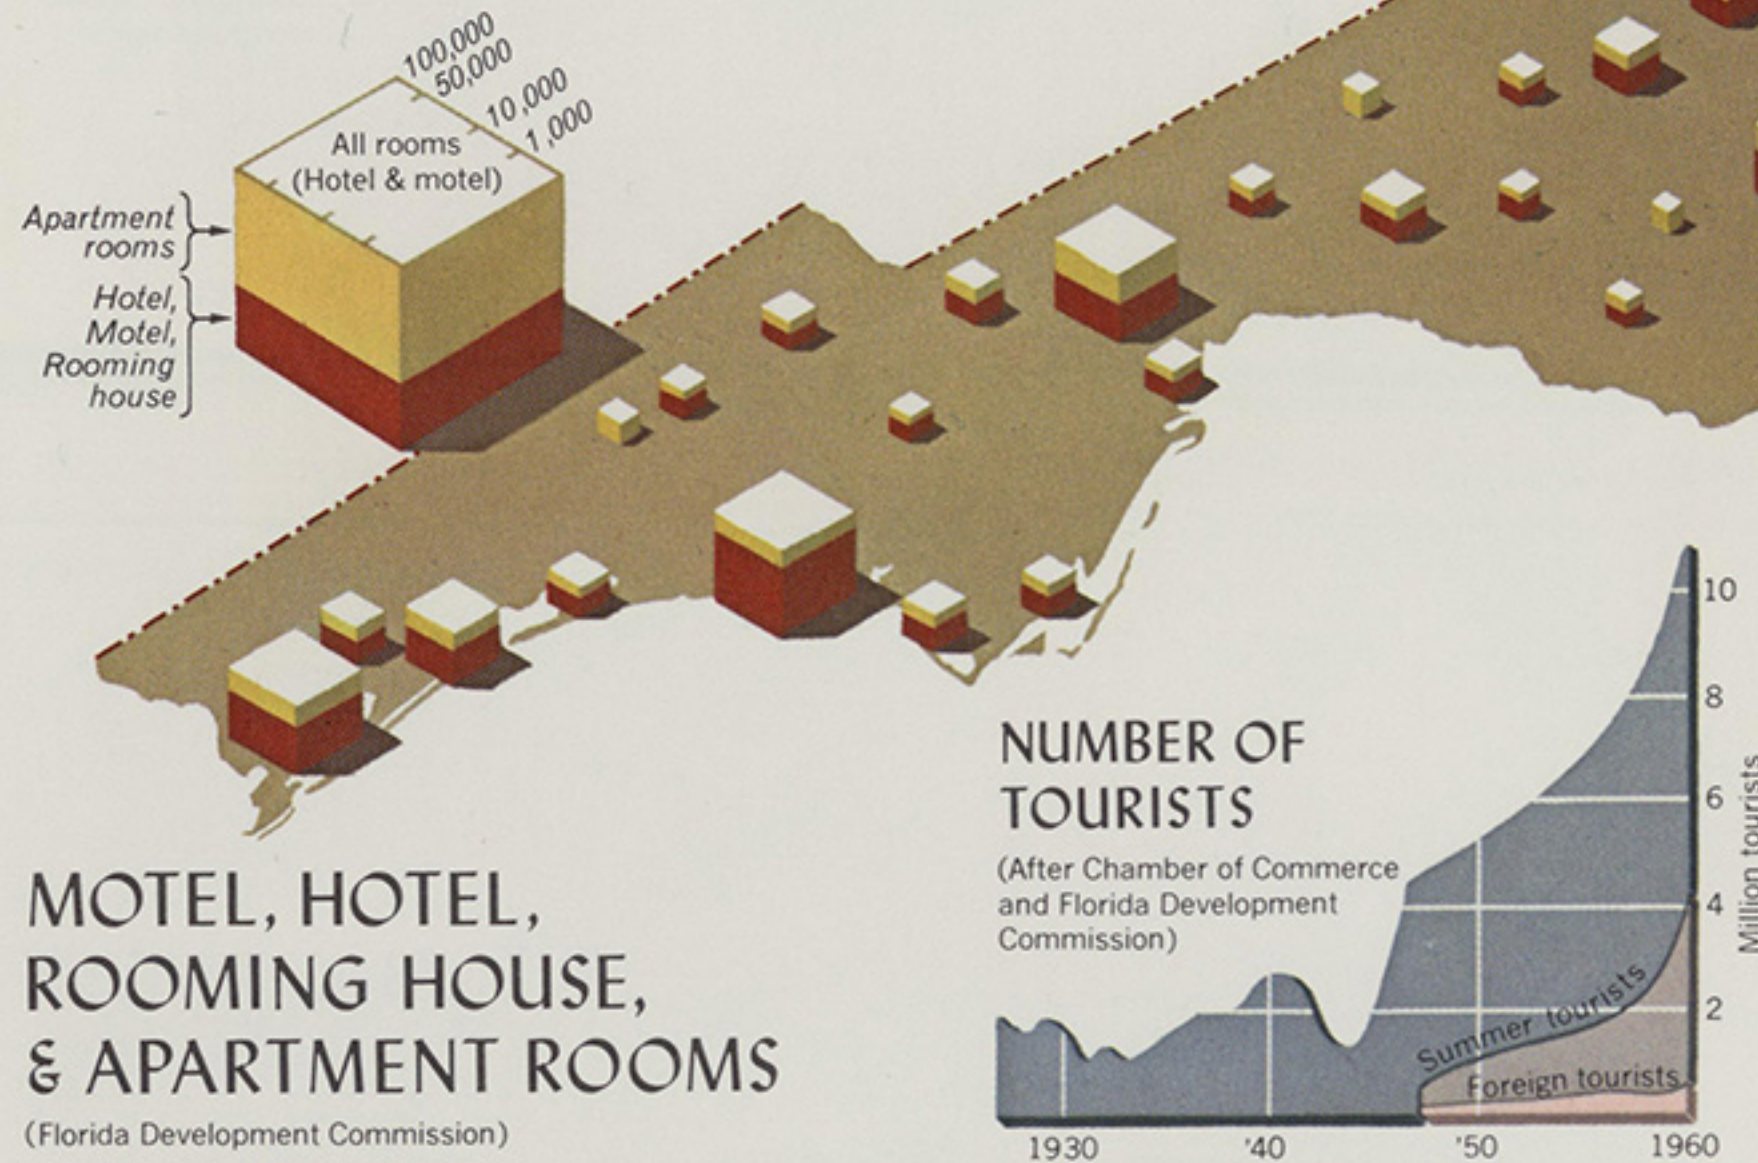 100,000
50,000
10,000
1,000
All rooms
(Hotel & motel)
Apartment
rooms
Hotel,
Motel,
Rooming
house
MOTEL, HOTEL,
ROOMING HOUSE,
& APARTMENT ROOMS
(Florida Development Commission)
NUMBER OF
TOURISTS
(After Chamber of Commerce
and Florida Development
Commission)
10
8
6
4
2
Million tourists
Summer tourists
Foreign tourists
1930
'40
'50
1960